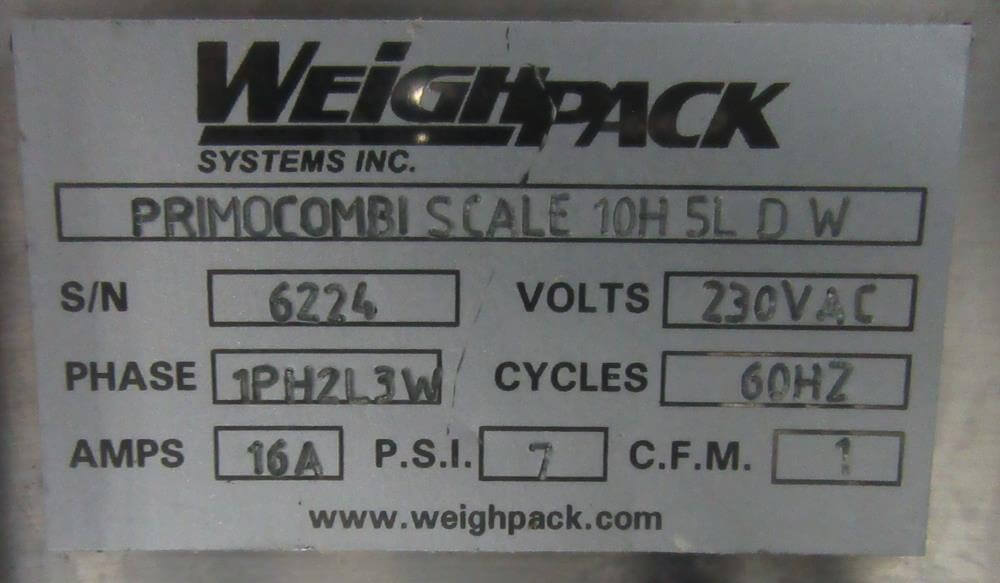 WEIGHPACK
SYSTEMS INC.
PRIMOCOMBI SCALE 10H 5L D W
S/N 6224 VOLTS 230VAC
PHASE 1PH2L3W CYCLES 60HZ
AMPS 16A P.S.I. 7 C.F.M. 1
www.weighpack.com